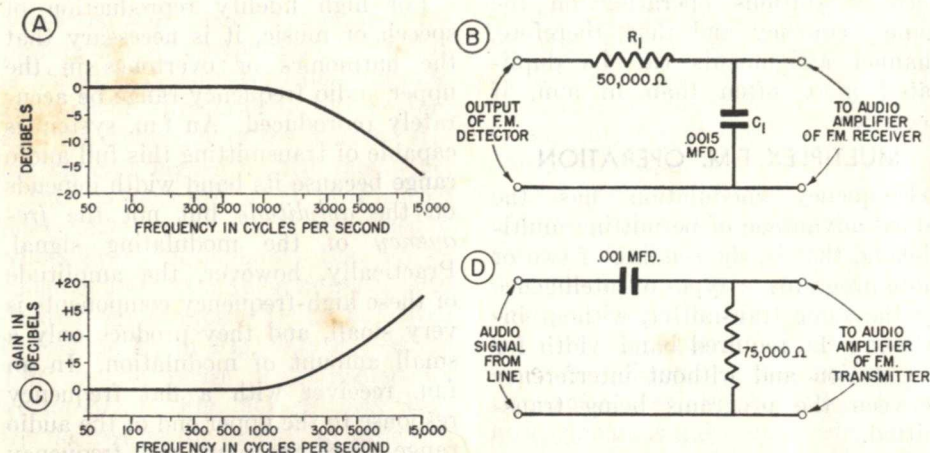 A
DECIBELS
0
-5
-10
-15
-20
50 100 300 500 1000 3000 5000 15,000
FREQUENCY IN CYCLES PER SECOND
B
R1
50,000 Ω
OUTPUT
OF F.M.
DETECTOR
C1
.0015
MFD.
TO AUDIO
AMPLIFIER
OF F.M. RECEIVER
C
GAIN IN
DECIBELS
+20
+15
+10
+5
0
50 100 300 500 1000 3000 5000 15,000
FREQUENCY IN CYCLES PER SECOND
D
.001 MFD.
AUDIO
SIGNAL
FROM
LINE
75,000 Ω
TO AUDIO
AMPLIFIER
OF F.M.
TRANSMITTER